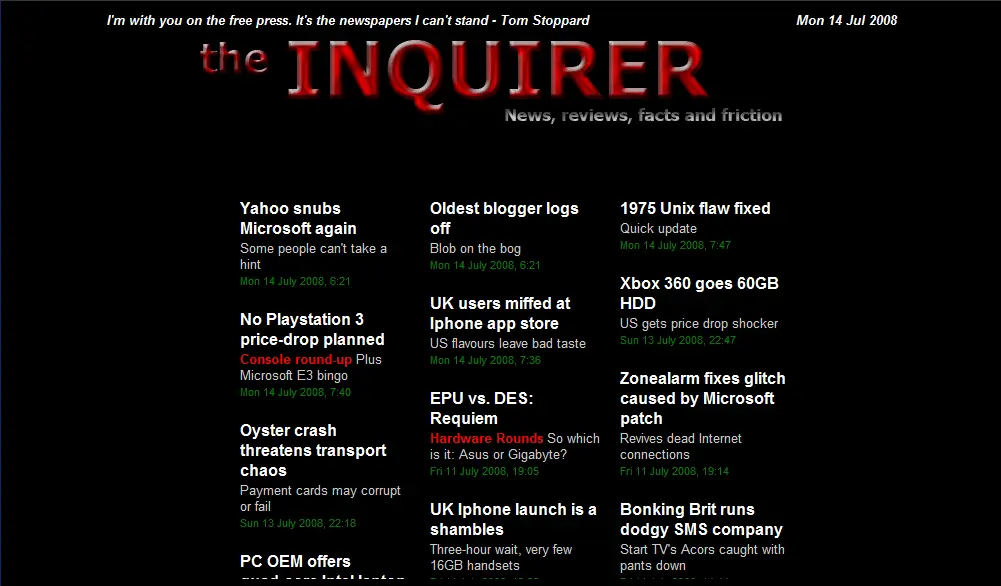 I'm with you on the free press. It's the newspapers I can't stand - Tom Stoppard
Mon 14 Jul 2008
the INQUIRER
News, reviews, facts and friction
Yahoo snubs
Microsoft again
Some people can't take a
hint
Mon 14 July 2008, 6:21
No Playstation 3
price-drop planned
Console round-up Plus
Microsoft E3 bingo
Mon 14 July 2008, 7:40
Oyster crash
threatens transport
chaos
Payment cards may corrupt
or fail
Sun 13 July 2008, 22:18
PC OEM offers
quad-core Intel laptop
Oldest blogger logs
off
Blob on the bog
Mon 14 July 2008, 6:21
UK users miffed at
Iphone app store
US flavours leave bad taste
Mon 14 July 2008, 7:36
EPU vs. DES:
Requiem
Hardware Rounds So which
is it: Asus or Gigabyte?
Fri 11 July 2008, 19:05
UK Iphone launch is a
shambles
Three-hour wait, very few
16GB handsets
1975 Unix flaw fixed
Quick update
Mon 14 July 2008, 7:47
Xbox 360 goes 60GB
HDD
US gets price drop shocker
Sun 13 July 2008, 22:47
Zonealarm fixes glitch
caused by Microsoft
patch
Revives dead Internet
connections
Fri 11 July 2008, 19:14
Bonking Brit runs
dodgy SMS company
Start TV's Acors caught with
pants down